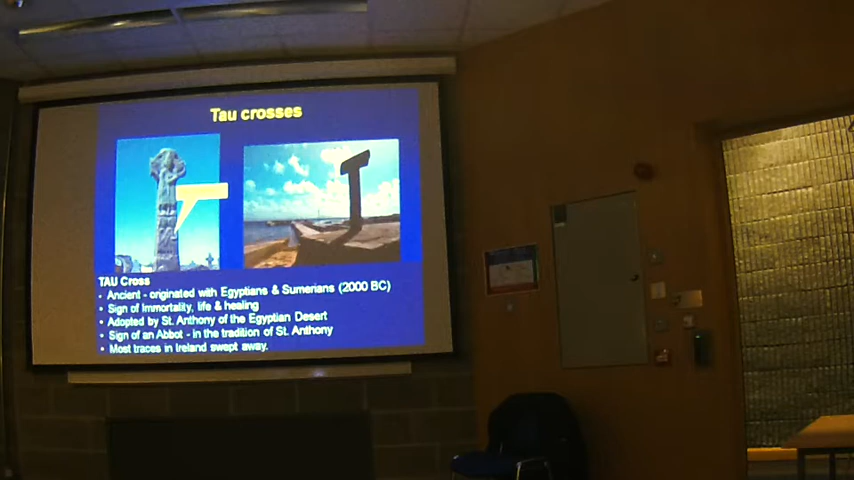 Tau crosses
TAU Cross
• Ancient - originated with Egyptians & Sumerians (2000 BC)
• Sign of Immortality, life & healing
• Adopted by St. Anthony of the Egyptian Desert
• Sign of an Abbot - in the tradition of St. Anthony
• Most traces in Ireland swept away.